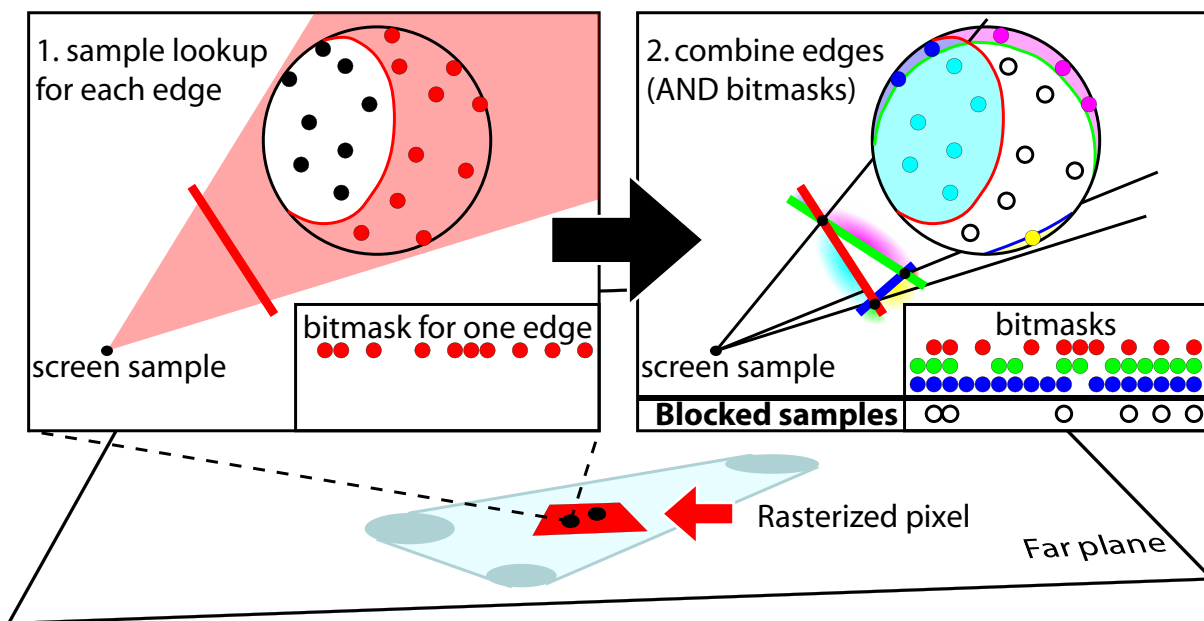 1. sample lookup
for each edge
screen sample
bitmask for one edge
2. combine edges
(AND bitmasks)
screen sample
bitmasks
Blocked samples
Rasterized pixel
Far plane